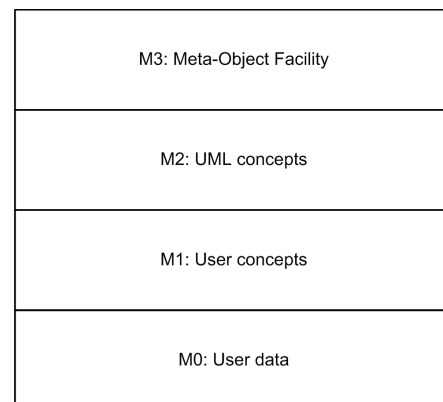 M3: Meta-Object Facility
M2: UML concepts
M1: User concepts
M0: User data